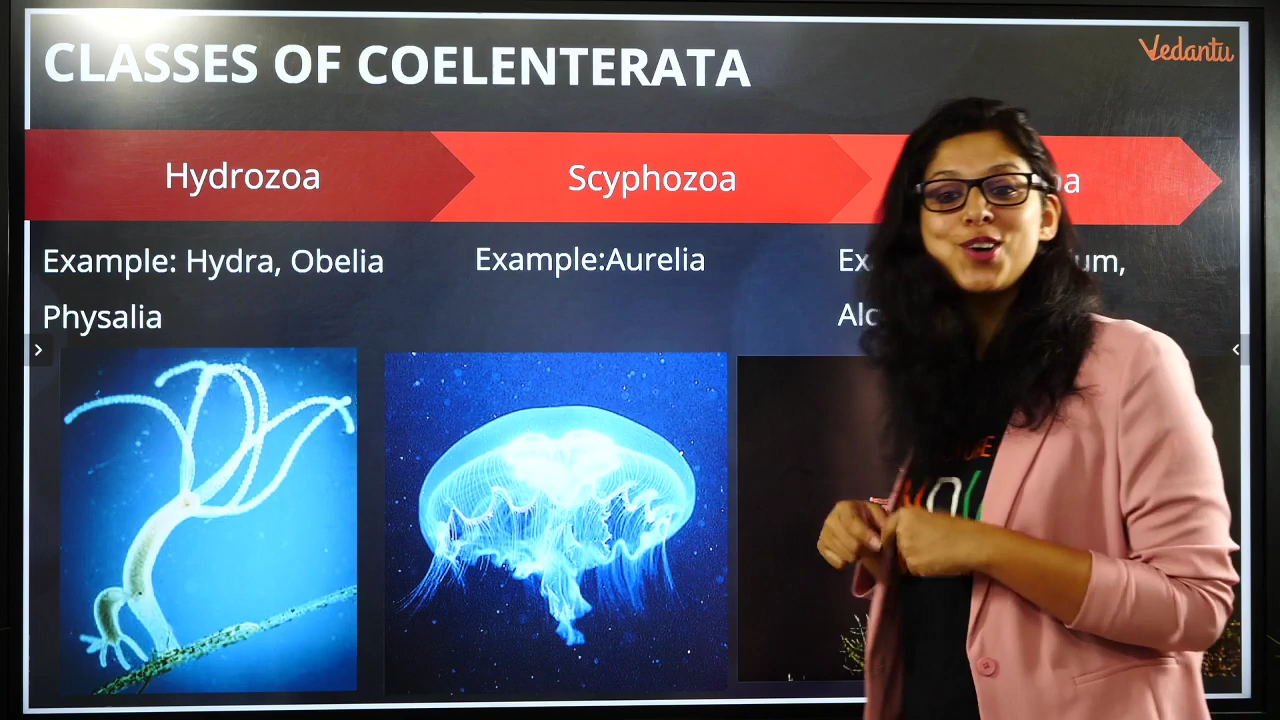 CLASSES OF COELENTERATA
Vedantu
Hydrozoa
Scyphozoa
Example: Hydra, Obelia
Physalia
Example:Aurelia